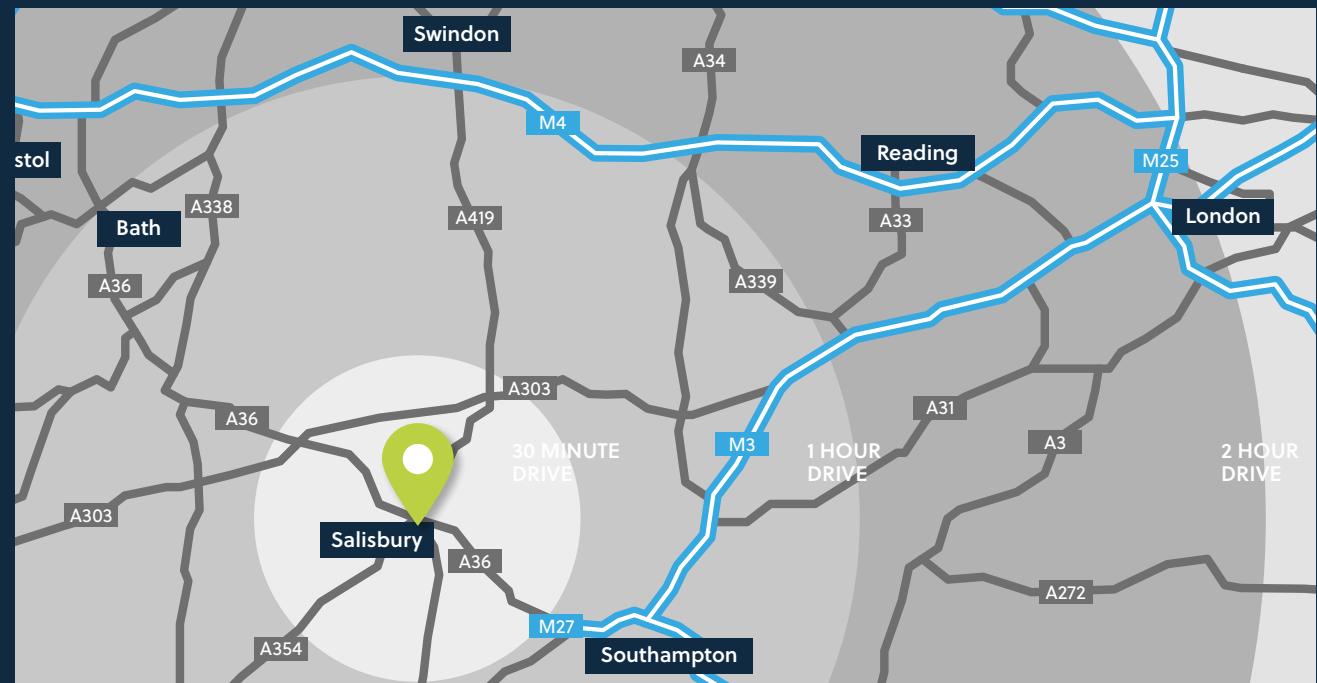 Swindon
A34
M4
stol
Reading
M25
A338
A419
A33
London
Bath
A36
A339
A303
A36
A31
M3
A3
30 MINUTE
DRIVE
1 HOUR
DRIVE
2 HOUR
DRIVE
A303
Salisbury
A36
A272
M27
A354
Southampton